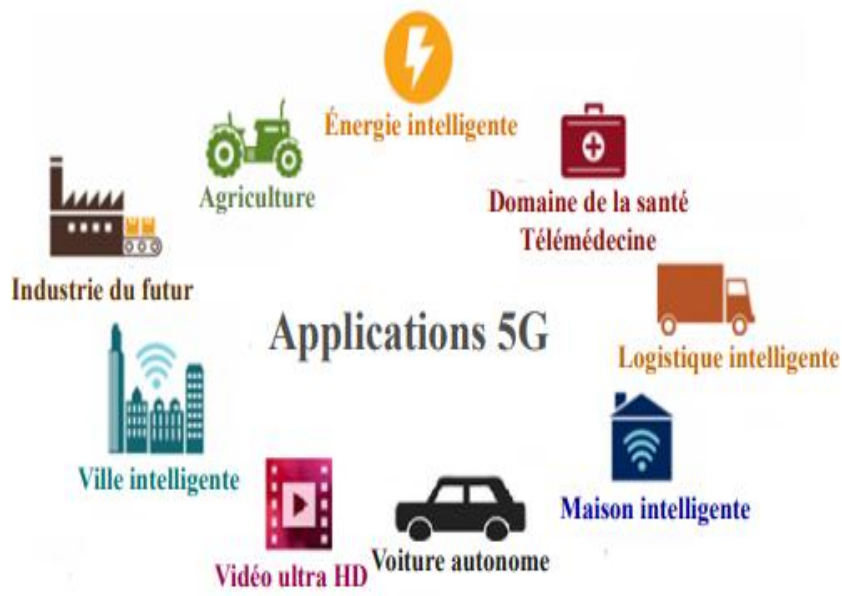 Énergie intelligente
Agriculture
Domaine de la santé
Télémédecine
Industrie du futur
Applications 5G
Logistique intelligente
Ville intelligente
Maison intelligente
Voiture autonome
Vidéo ultra HD